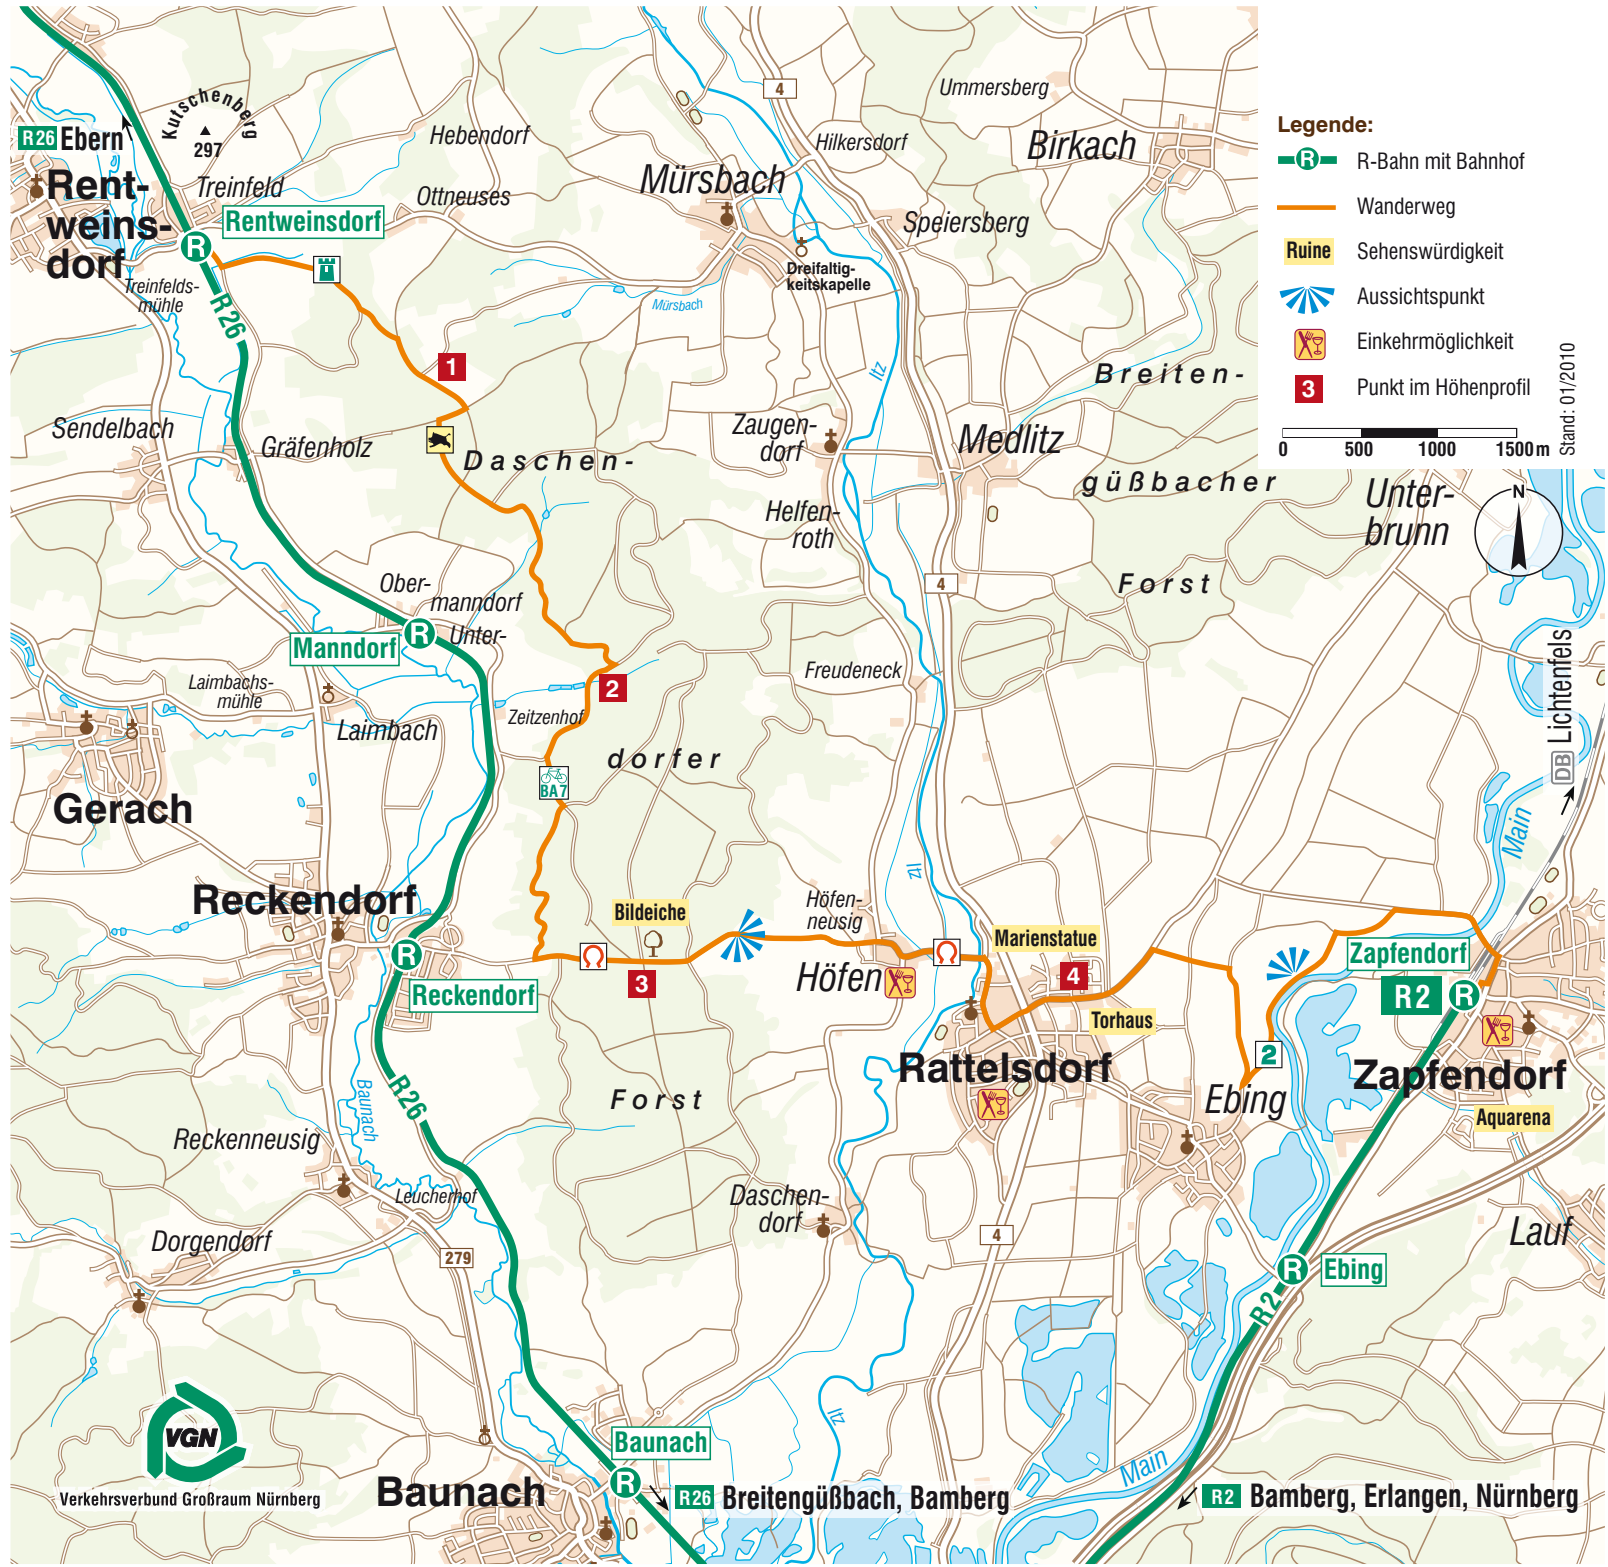 Kutschenberg
297
R26 Ebern
Rent-
weins-
dorf
Treinfeld
Rentweinsdorf
R
Treinfelds-
mühle
R26
Hebendorf
Ottneuses
Mürsbach
4
Hilkersdorf
Ummersberg
Birkach
Speiersberg
Dreifaltig-
keitskapelle
Mürsbach
Itz
Legende:
R
R-Bahn mit Bahnhof
Wanderweg
Ruine
Sehenswürdigkeit
Aussichtspunkt
Einkehrmöglichkeit
3
Punkt im Höhenprofil
0 500 1000 1500 m
Stand: 01/2010
1
Sendelbach
Gräfenholz
Daschen-
Zaugen-
dorf
Medlitz
Breiten-
güßbacher
Forst
Helfen-
roth
Unter-
brunn
N
4
Ober-
manndorf
Unter-
Manndorf
R
Laimbachs-
mühle
Laimbach
Zeitzenhof
2
Freudeneck
dorfer
BA7
Gerach
DB Lichtenfels
Main
Reckendorf
R
Reckendorf
Bildeiche
3
Höfen-
neusig
Itz
Höfen
Marienstatue
4
Torhaus
Rattelsdorf
Zapfendorf
R2
R
Zapfendorf
Aquarena
2
Ebing
R26
Baunach
Forst
Reckenneusig
Leucherhof
Dorgendorf
279
Daschen-
dorf
4
Lauf
R
Ebing
R2
Itz
Main
VGN
Verkehrsverbund Großraum Nürnberg
Baunach
R
Baunach
R26 Breitengüßbach, Bamberg
R2 Bamberg, Erlangen, Nürnberg